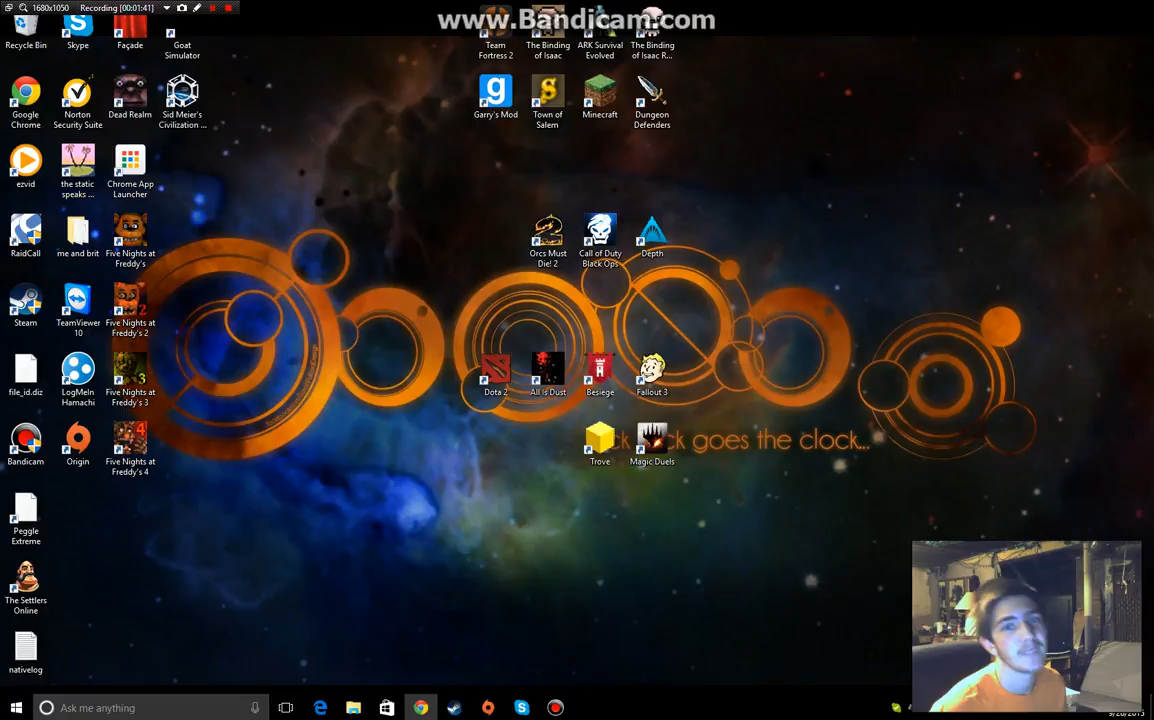 1680x1050 Recording [00:01:41]
www.Bandicam.com
Recycle Bin
Skype
Façade
Goat
Simulator
Team
Fortress 2
The Binding
of Isaac
ARK Survival
Evolved
The Binding
of Isaac R...
Google
Chrome
Norton
Security Suite
Dead Realm
Sid Meier's
Civilization ...
Garry's Mod
Town of
Salem
Minecraft
Dungeon
Defenders
ezvid
the static
speaks ...
Chrome App
Launcher
RaidCall
me and brit
Five Nights at
Freddy's
Orcs Must
Die! 2
Call of Duty
Black Ops
Depth
Steam
TeamViewer
10
Five Nights at
Freddy's 2
file_id.diz
LogMeIn
Hamachi
Five Nights at
Freddy's 3
Dota 2
All Is Dust
Besiege
Fallout 3
Bandicam
Origin
Five Nights at
Freddy's 4
Trove
Magic Duels
goes the clock...
Peggle
Extreme
The Settlers
Online
nativelog
Ask me anything